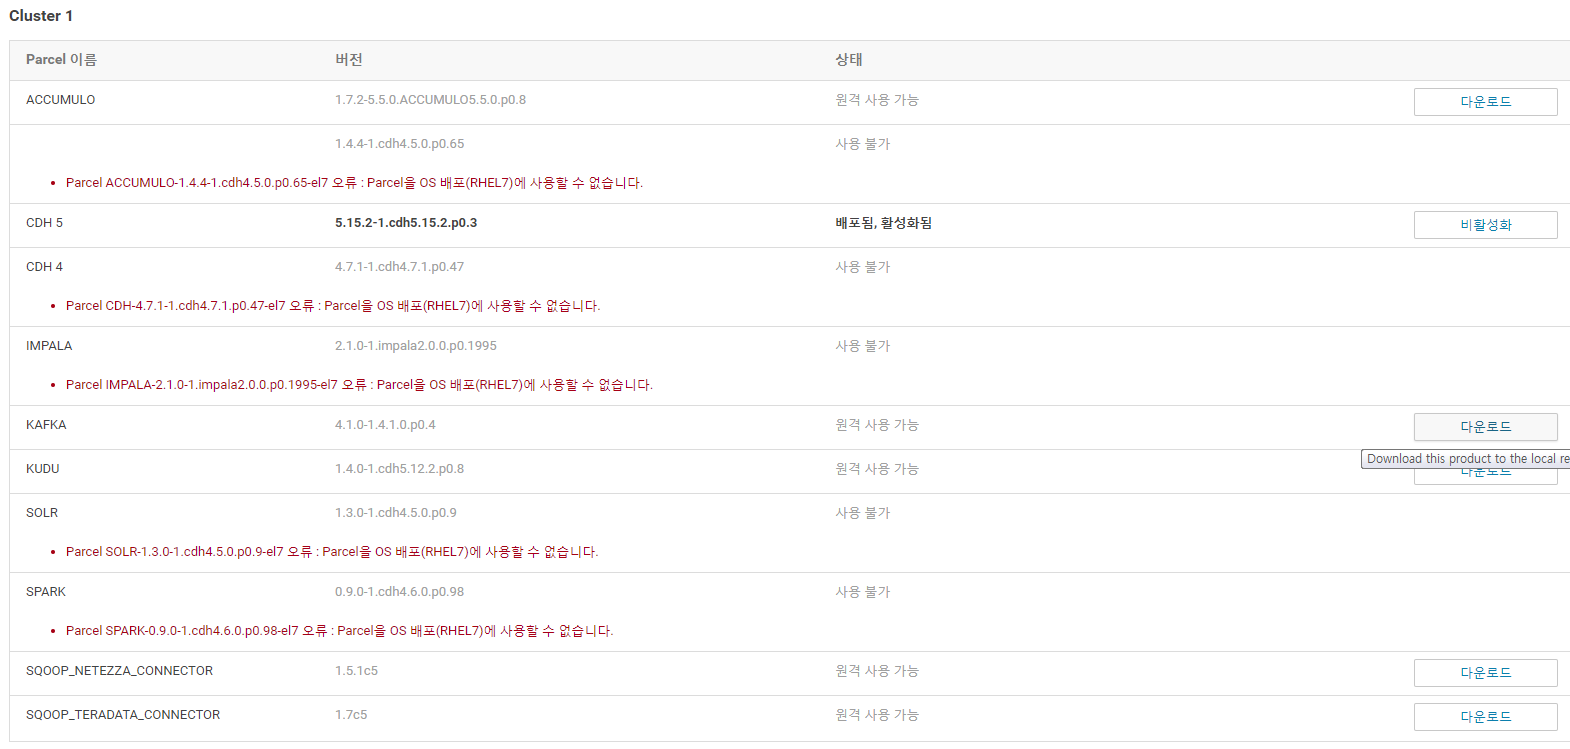 Cluster 1
Parcel 이름 버전 상태
ACCUMULO 1.7.2-5.5.0.ACCUMULO5.5.0.p0.8 원격 사용 가능 다운로드
1.4.4-1.cdh4.5.0.p0.65 사용 불가
• Parcel ACCUMULO-1.4.4-1.cdh4.5.0.p0.65-el7 오류 : Parcel을 OS 배포(RHEL7)에 사용할 수 없습니다.
CDH 5 5.15.2-1.cdh5.15.2.p0.3 배포됨, 활성화됨 비활성화
CDH 4 4.7.1-1.cdh4.7.1.p0.47 사용 불가
• Parcel CDH-4.7.1-1.cdh4.7.1.p0.47-el7 오류 : Parcel을 OS 배포(RHEL7)에 사용할 수 없습니다.
IMPALA 2.1.0-1.impala2.0.0.p0.1995 사용 불가
• Parcel IMPALA-2.1.0-1.impala2.0.0.p0.1995-el7 오류 : Parcel을 OS 배포(RHEL7)에 사용할 수 없습니다.
KAFKA 4.1.0-1.4.1.0.p0.4 원격 사용 가능 다운로드
Download this product to the local re
KUDU 1.4.0-1.cdh5.12.2.p0.8 원격 사용 가능 다운로드
SOLR 1.3.0-1.cdh4.5.0.p0.9 사용 불가
• Parcel SOLR-1.3.0-1.cdh4.5.0.p0.9-el7 오류 : Parcel을 OS 배포(RHEL7)에 사용할 수 없습니다.
SPARK 0.9.0-1.cdh4.6.0.p0.98 사용 불가
• Parcel SPARK-0.9.0-1.cdh4.6.0.p0.98-el7 오류 : Parcel을 OS 배포(RHEL7)에 사용할 수 없습니다.
SQOOP_NETEZZA_CONNECTOR 1.5.1c5 원격 사용 가능 다운로드
SQOOP_TERADATA_CONNECTOR 1.7c5 원격 사용 가능 다운로드